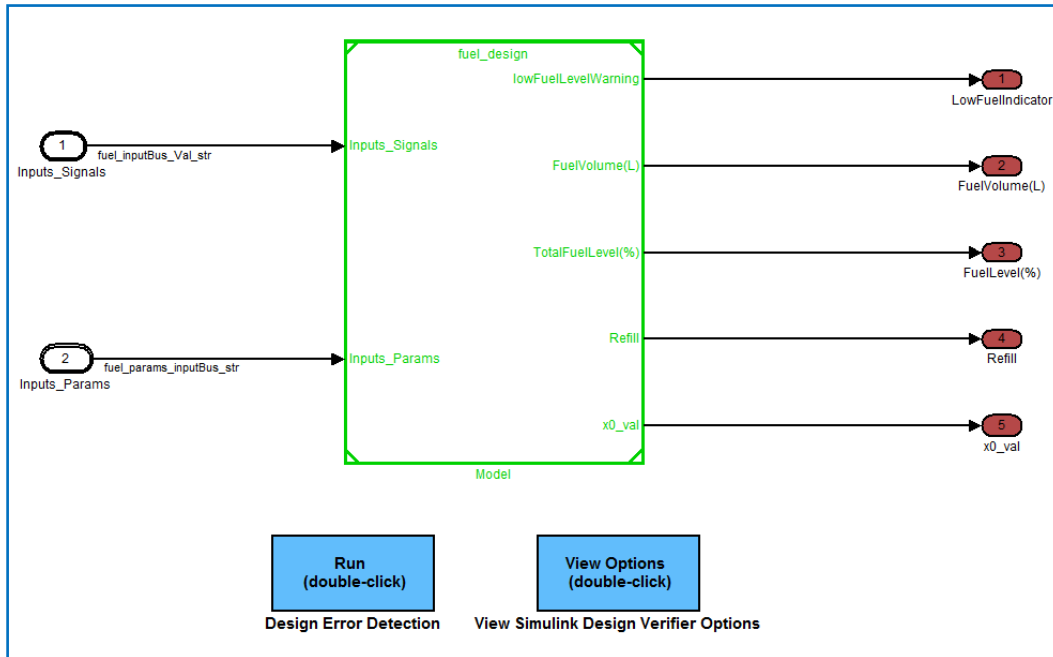 fuel_design
lowFuelLevelWarning
1
LowFuelIndicator
1
fuel_inputBus_Val_str
Inputs_Signals
Inputs_Signals
FuelVolume(L)
2
FuelVolume(L)
TotalFuelLevel(%)
3
FuelLevel(%)
Refill
4
Refill
2
fuel_params_inputBus_str
Inputs_Params
Inputs_Params
x0_val
5
x0_val
Model
Run
(double-click)
Design Error Detection
View Options
(double-click)
View Simulink Design Verifier Options